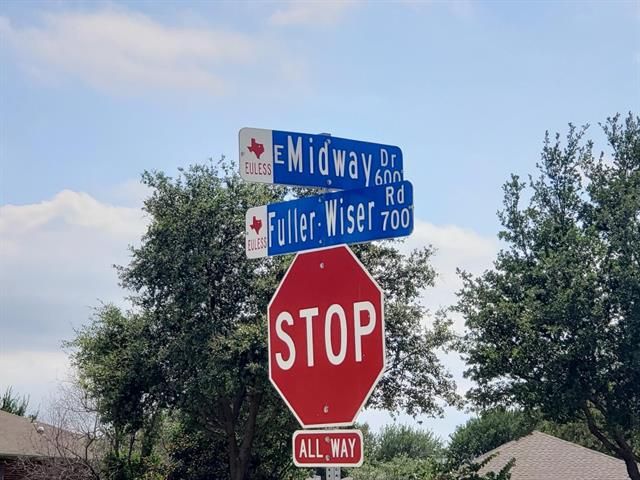 E Midway Dr
600
EULESS
Fuller-Wiser Rd
700
EULESS
STOP
ALL WAY